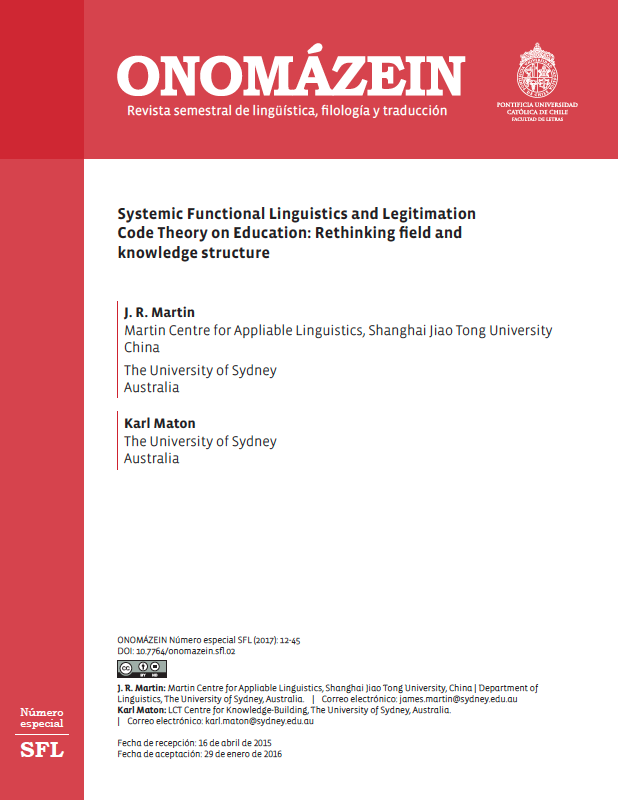 ONOMÁZEIN
Revista semestral de lingüística, filología y traducción
PONTIFICIA UNIVERSIDAD
CATÓLICA DE CHILE
FACULTAD DE LETRAS
Systemic Functional Linguistics and Legitimation
Code Theory on Education: Rethinking field and
knowledge structure
J. R. Martin
Martin Centre for Appliable Linguistics, Shanghai Jiao Tong University
China
The University of Sydney
Australia
Karl Maton
The University of Sydney
Australia
ONOMÁZEIN Número especial SFL (2017): 12-45
DOI: 10.7764/onomazein.sfl.02
cc BY ND
J. R. Martin: Martin Centre for Appliable Linguistics, Shanghai Jiao Tong University, China | Department of
Linguistics, The University of Sydney, Australia. | Correo electrónico: james.martin@sydney.edu.au
Karl Maton: LCT Centre for Knowledge-Building, The University of Sydney, Australia.
| Correo electrónico: karl.maton@sydney.edu.au
Fecha de recepción: 16 de abril de 2015
Fecha de aceptación: 29 de enero de 2016
Número
especial
SFL